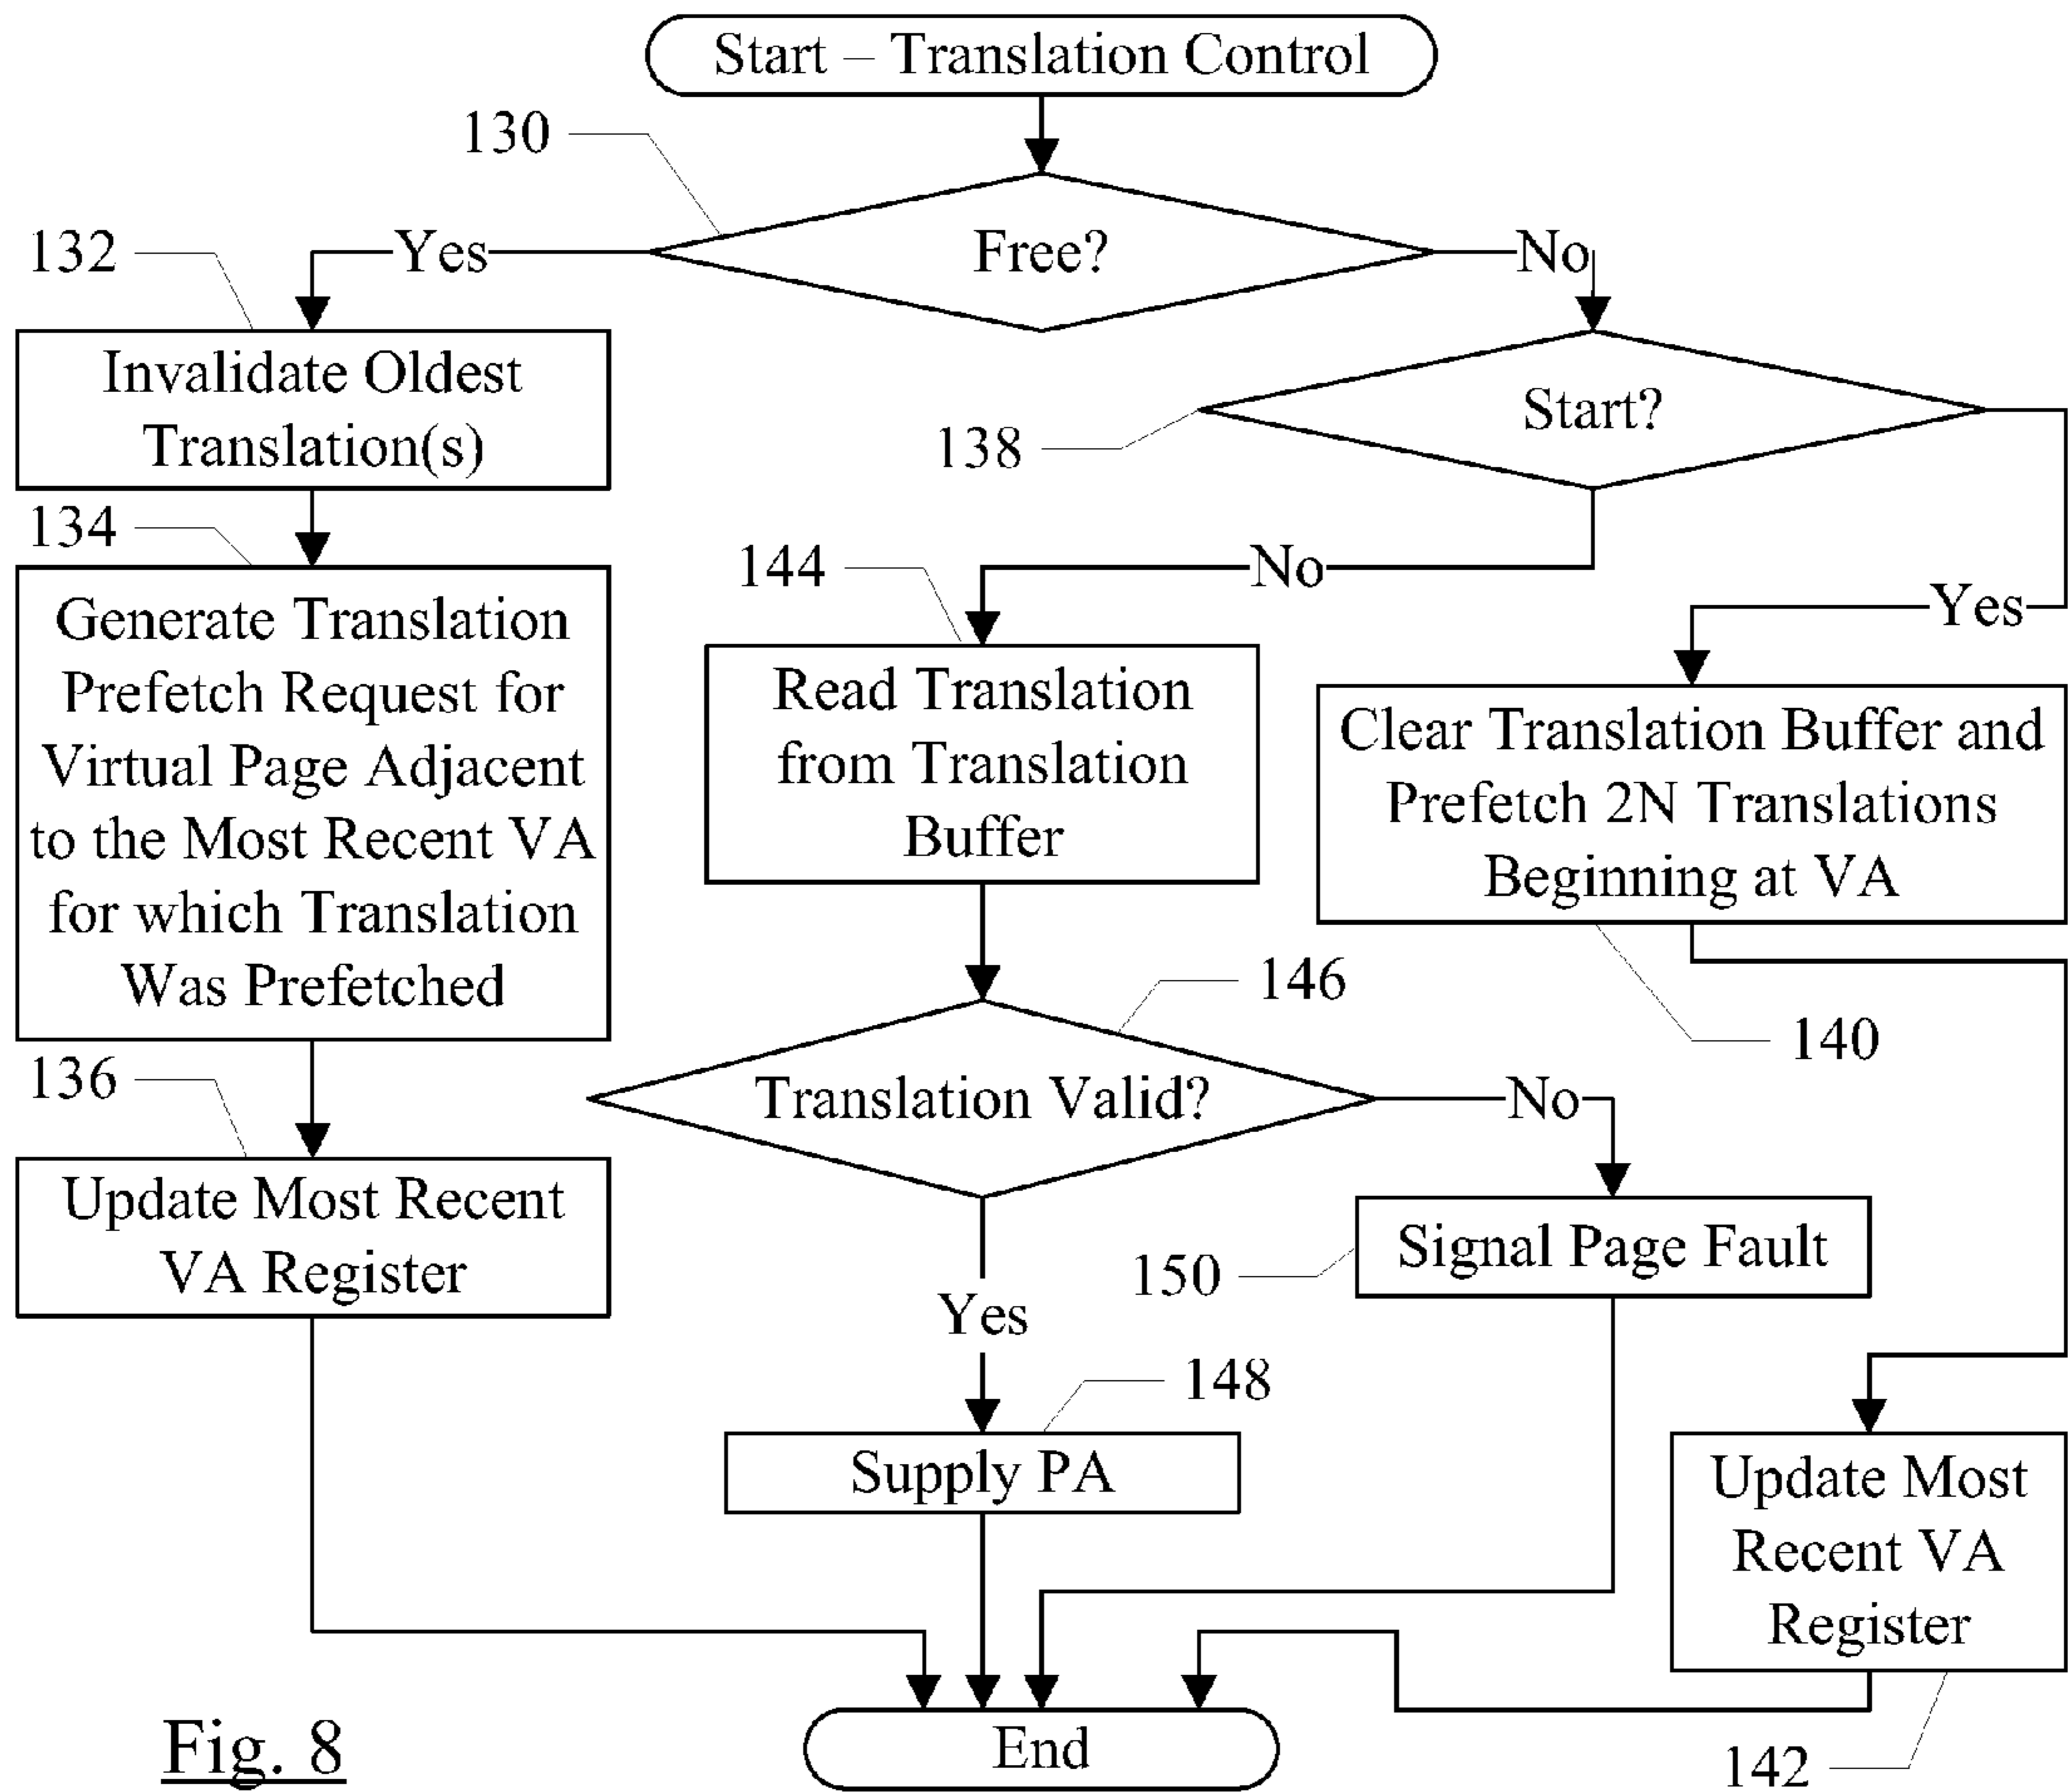 Start – Translation Control
130
Free?
Yes
No
132
Invalidate Oldest
Translation(s)
138
Start?
134
Generate Translation
Prefetch Request for
Virtual Page Adjacent
to the Most Recent VA
for which Translation
Was Prefetched
144
No
Yes
Read Translation
from Translation
Buffer
Clear Translation Buffer and
Prefetch 2N Translations
Beginning at VA
140
146
Translation Valid?
No
136
Update Most Recent
VA Register
Yes
150
Signal Page Fault
148
Supply PA
Update Most
Recent VA
Register
142
End
Fig. 8